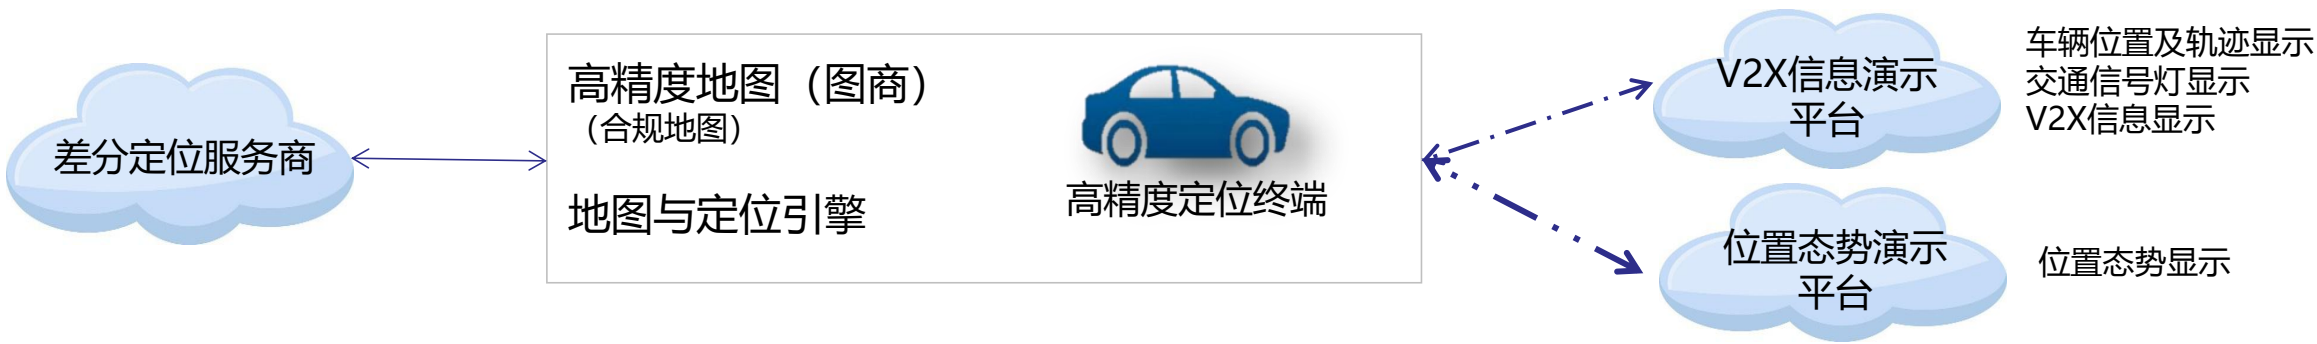 差分定位服务商
高精度地图（图商）
（合规地图）
地图与定位引擎
高精度定位终端
V2X信息演示
平台
车辆位置及轨迹显示
交通信号灯显示
V2X信息显示
位置态势演示
平台
位置态势显示